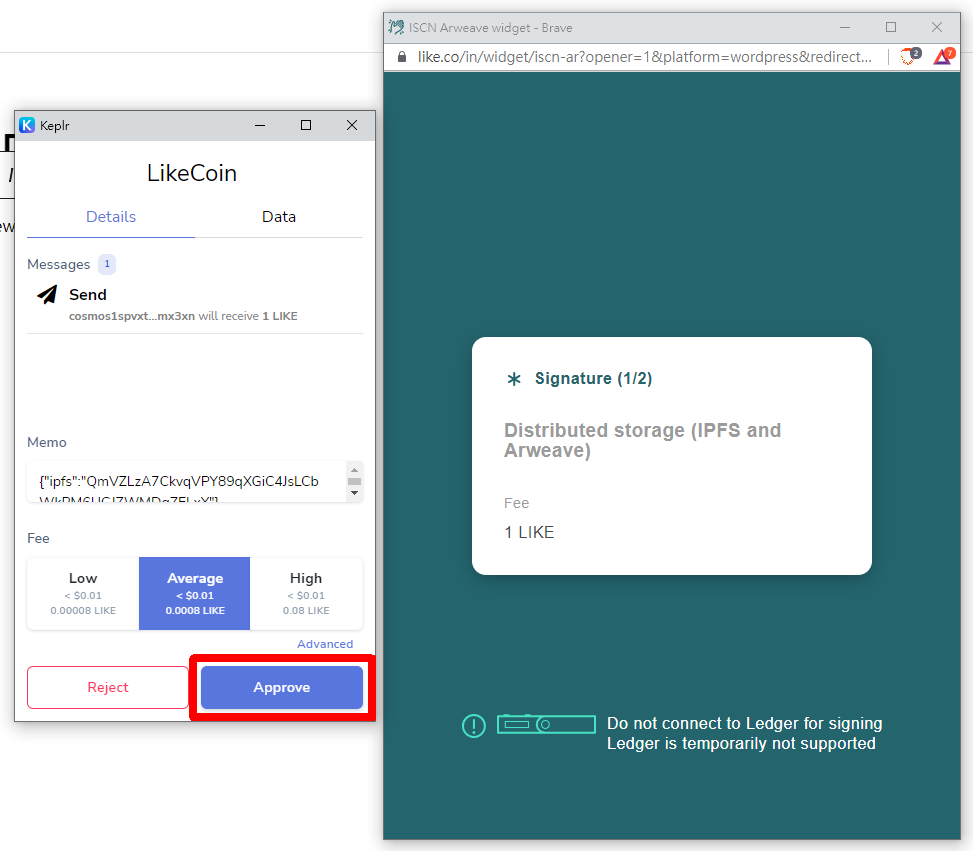 ISCN Arweave widget - Brave
like.co/in/widget/iscn-ar?opener=1&platform=wordpress&redirect...
2
7
Keplr
LikeCoin
Details
Data
Messages 1
Send
cosmos1spvxt...mx3xn will receive 1 LIKE
Memo
{"ipfs":"QmVZLzA7CkvqVPY89qXGiC4JsLCb
Fee
Low
< $0.01
0.00008 LIKE
Average
< $0.01
0.0008 LIKE
High
< $0.01
0.08 LIKE
Advanced
Reject
Approve
Signature (1/2)
Distributed storage (IPFS and
Arweave)
Fee
1 LIKE
Do not connect to Ledger for signing
Ledger is temporarily not supported